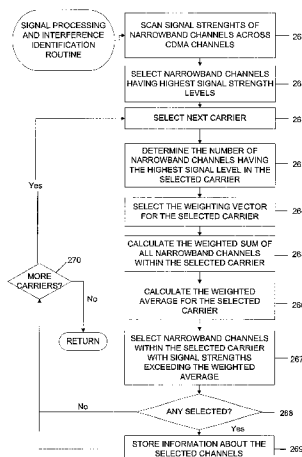 SIGNAL PROCESSING
AND INTERFERENCE
IDENTIFICATION
ROUTINE
SCAN SIGNAL STRENGHTS OF
NARROWBAND CHANNELS ACROSS
CDMA CHANNELS
SELECT NARROWBAND CHANNELS
HAVING HIGHEST SIGNAL STRENGTH
LEVELS
SELECT NEXT CARRIER
DETERMINE THE NUMBER OF
NARROWBAND CHANNELS HAVING
THE HIGHEST SIGNAL LEVEL IN THE
SELECTED CARRIER
Yes
SELECT THE WEIGHTING VECTOR
FOR THE SELECTED CARRIER
CALCULATE THE WEIGHTED SUM OF
ALL NARROWBAND CHANNELS
WITHIN THE SELECTED CARRIER
270
MORE
CARRIERS?
No
RETURN
CALCULATE THE WEIGHTED
AVERAGE FOR THE SELECTED
CARRIER
SELECT NARROWBAND CHANNELS
WITHIN THE SELECTED CARRIER
WITH SIGNAL STRENGTHS
EXCEEDING THE WEIGHTED
AVERAGE
267
No
ANY SELECTED?
268
Yes
STORE INFORMATION ABOUT THE
SELECTED CHANNELS
269